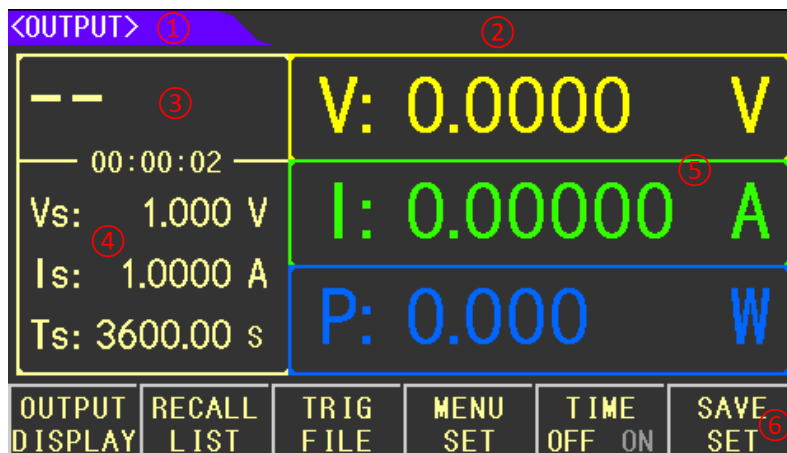 <OUTPUT> ①
②
-- ③
00:00:02
Vs: 1.000 V
④
Is: 1.0000 A
Ts: 3600.00 s
V: 0.0000 V
⑤
I: 0.00000 A
P: 0.000 W
OUTPUT DISPLAY
RECALL LIST
TRIG FILE
MENU SET
TIME OFF ON
SAVE SET ⑥